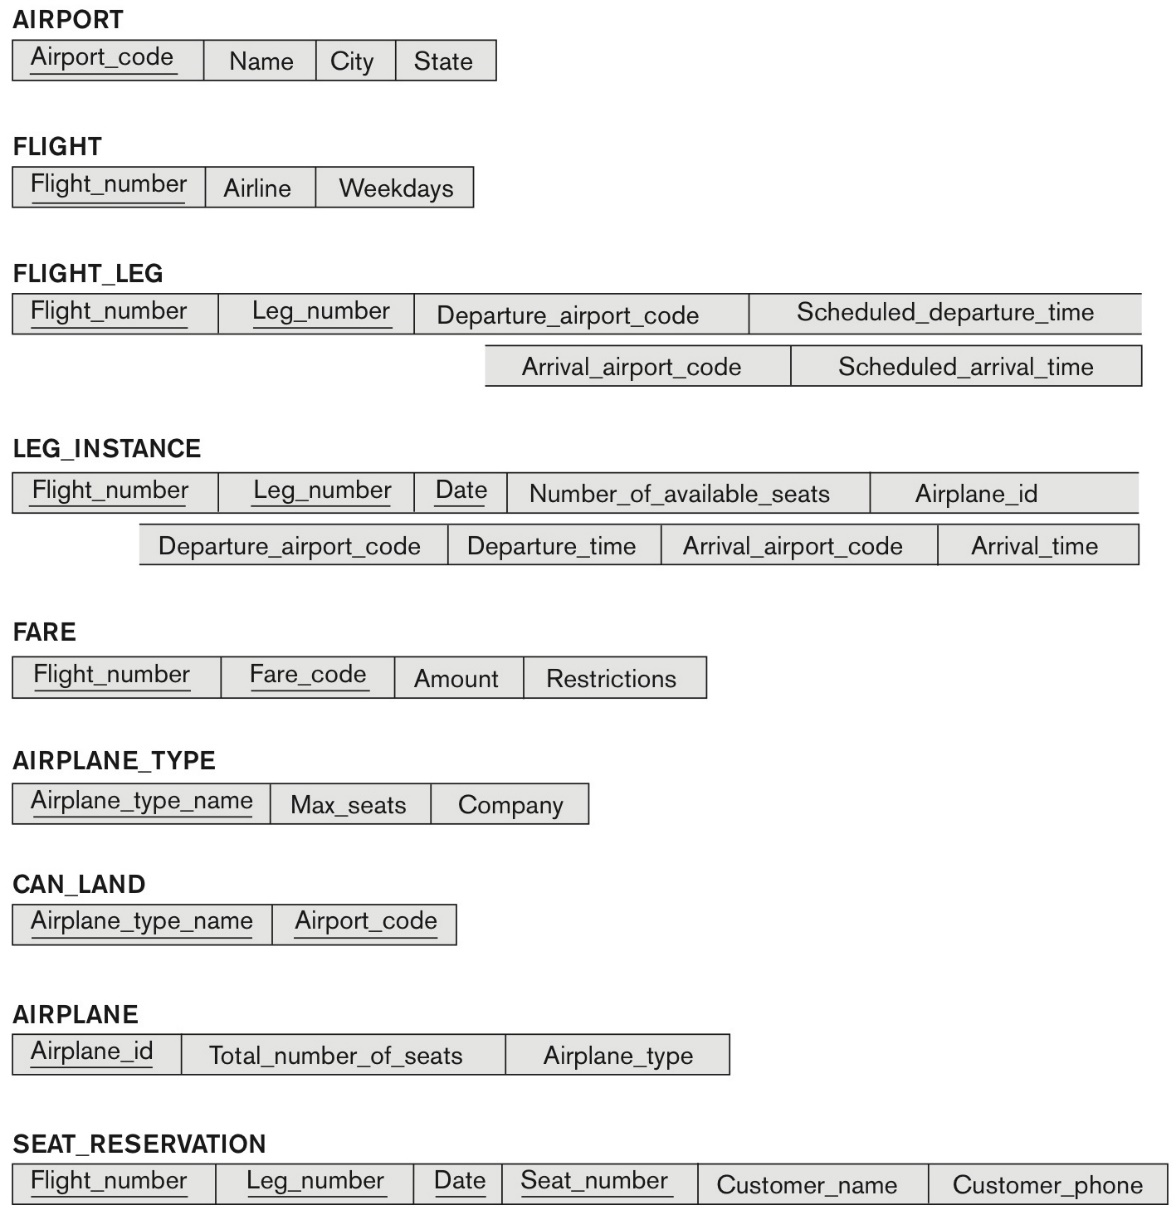 AIRPORT
Airport_code Name City State
FLIGHT
Flight_number Airline Weekdays
FLIGHT_LEG
Flight_number Leg_number Departure_airport_code Scheduled_departure_time
Arrival_airport_code Scheduled_arrival_time
LEG_INSTANCE
Flight_number Leg_number Date Number_of_available_seats Airplane_id
Departure_airport_code Departure_time Arrival_airport_code Arrival_time
FARE
Flight_number Fare_code Amount Restrictions
AIRPLANE_TYPE
Airplane_type_name Max_seats Company
CAN_LAND
Airplane_type_name Airport_code
AIRPLANE
Airplane_id Total_number_of_seats Airplane_type
SEAT_RESERVATION
Flight_number Leg_number Date Seat_number Customer_name Customer_phone